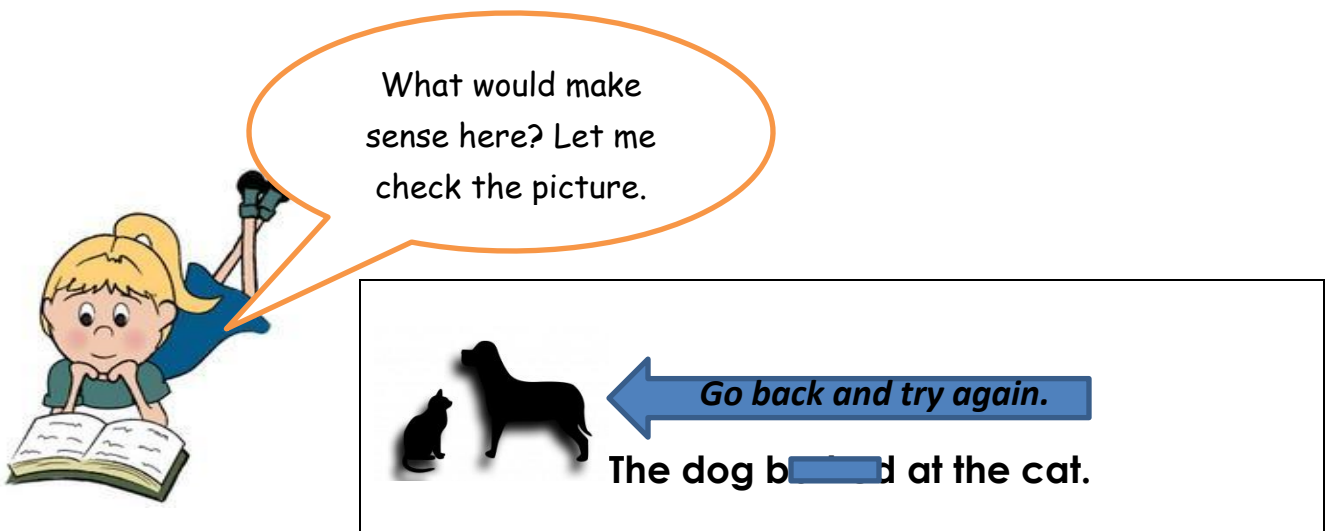 What would make
sense here? Let me
check the picture.
Go back and try again.
The dog b d at the cat.